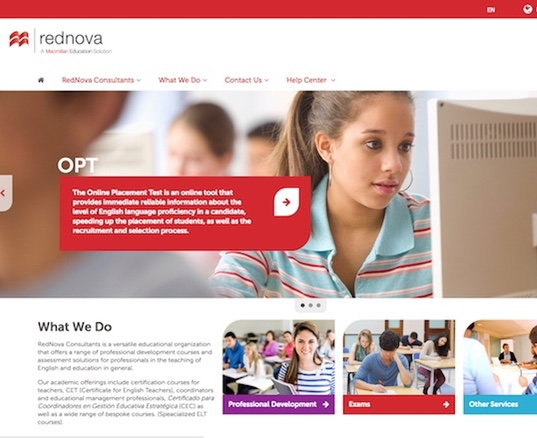 EN
rednova
A Macmillan Education Solution
RedNova Consultants
What We Do
Contact Us
Help Center
OPT
The Online Placement Test is an online tool that
provides immediate reliable information about the
level of English language proficiency in a candidate,
speeding up the placement of students, as well as the
recruitment and selection process.
What We Do
RedNova Consultants is a versatile educational organization
that offers a range of professional development courses and
assessment solutions for professionals in the teaching of
English and education in general.
Our academic offerings include certification courses for
teachers, CET (Certificate for English Teachers), coordinators
and educational management professionals, Certificado para
Coordinadores en Gestión Educativa Estratégica (CEC) as
well as a wide range of bespoke courses. (Specialized ELT
courses).
Professional Development
Exams
Other Services